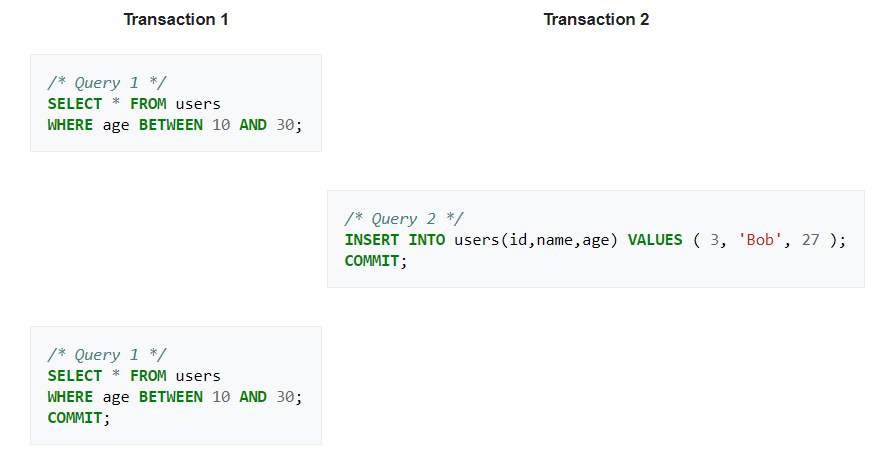 Transaction 1
Transaction 2
/* Query 1 */
SELECT * FROM users
WHERE age BETWEEN 10 AND 30;
/* Query 2 */
INSERT INTO users(id,name,age) VALUES ( 3, 'Bob', 27 );
COMMIT;
/* Query 1 */
SELECT * FROM users
WHERE age BETWEEN 10 AND 30;
COMMIT;